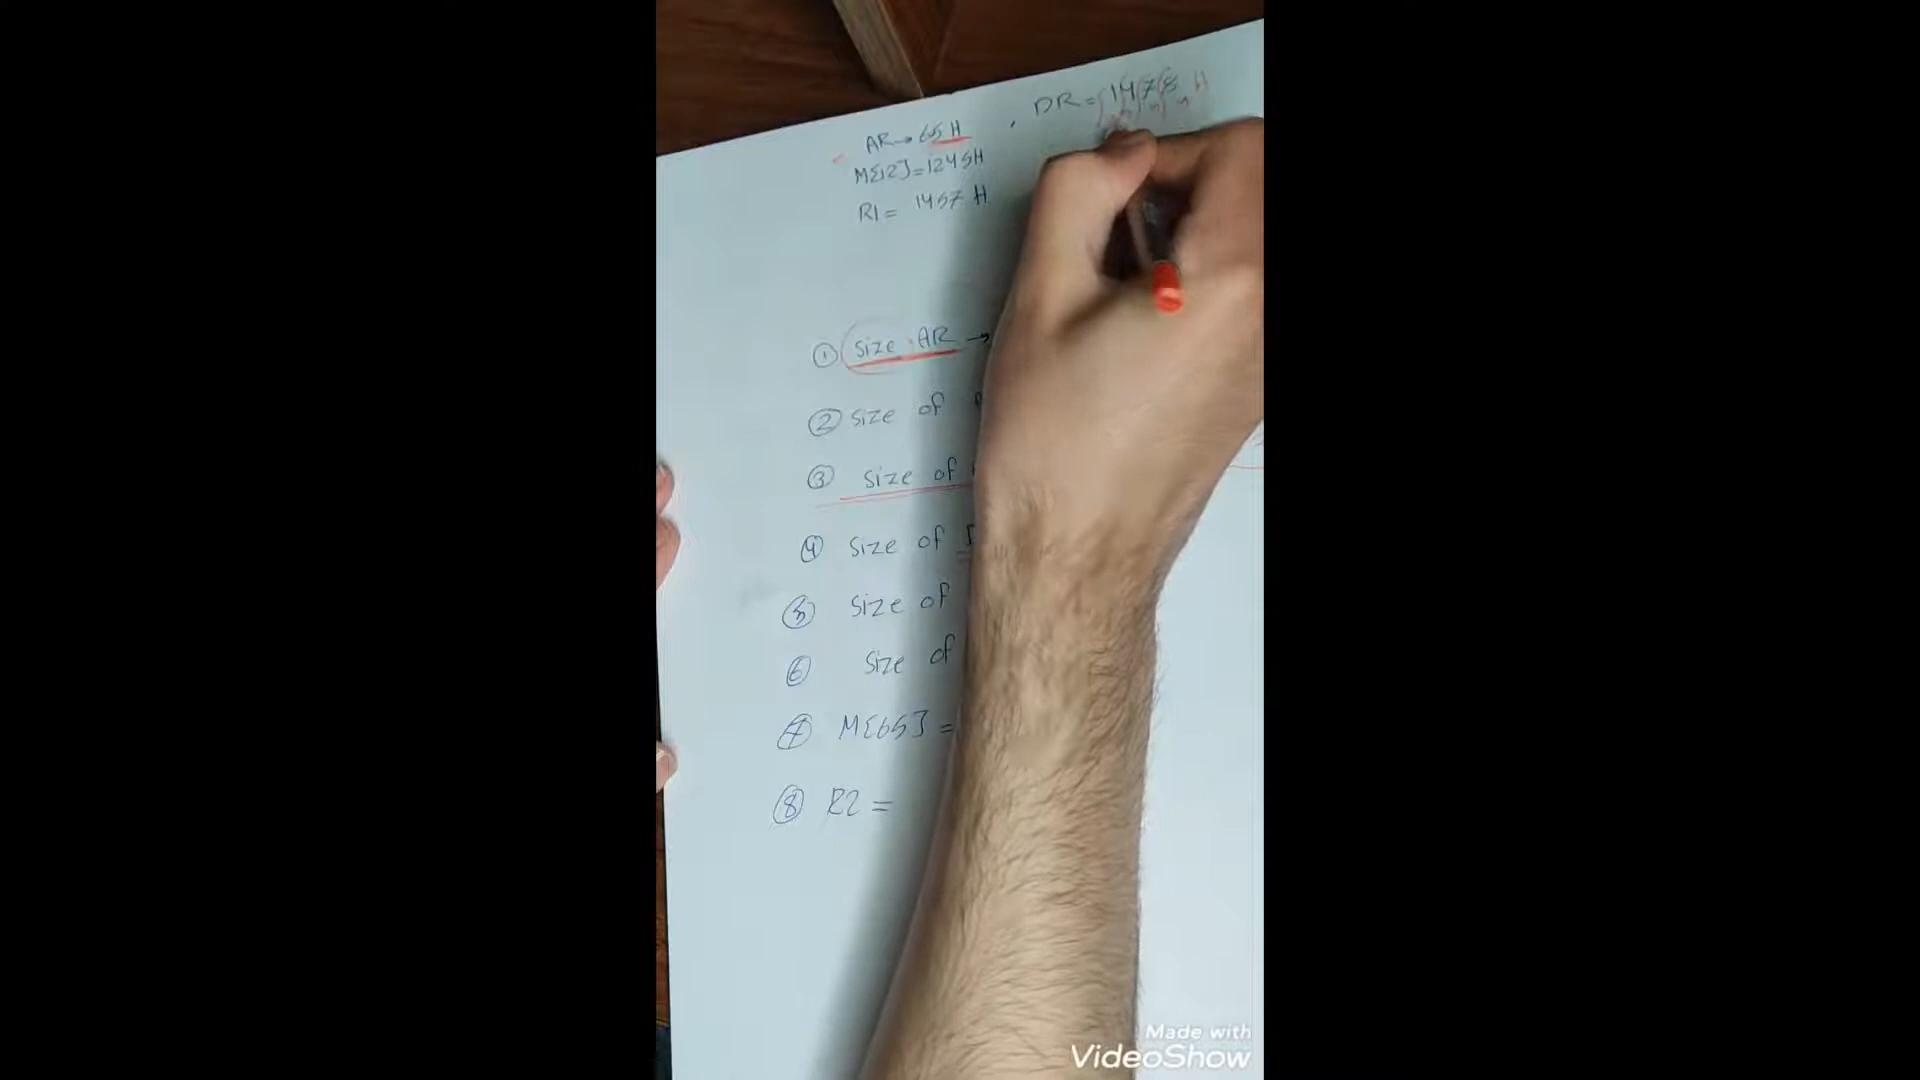 DR = 1478 H
AR → 65 H
M[12] = 1245H
R1 = 1457 H
① size AR →
② size of
③ size of
④ size of
⑤ size of
⑥ size of
⑦ M[65] =
⑧ R2 =
Made with
VideoShow